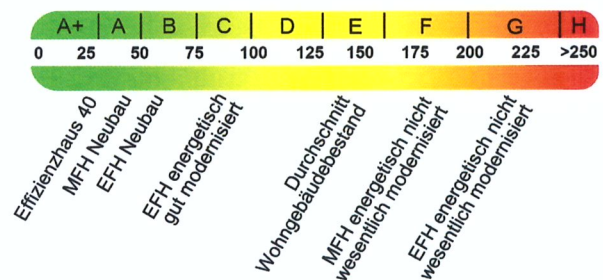 A+ A B C D E F G H
0 25 50 75 100 125 150 175 200 225 >250
Effizienzhaus 40
MFH Neubau
EFH Neubau
EFH energetisch
gut modernisiert
Durchschnitt
Wohngebäudebestand
MFH energetisch nicht
wesentlich modernisiert
EFH energetisch nicht
wesentlich modernisiert